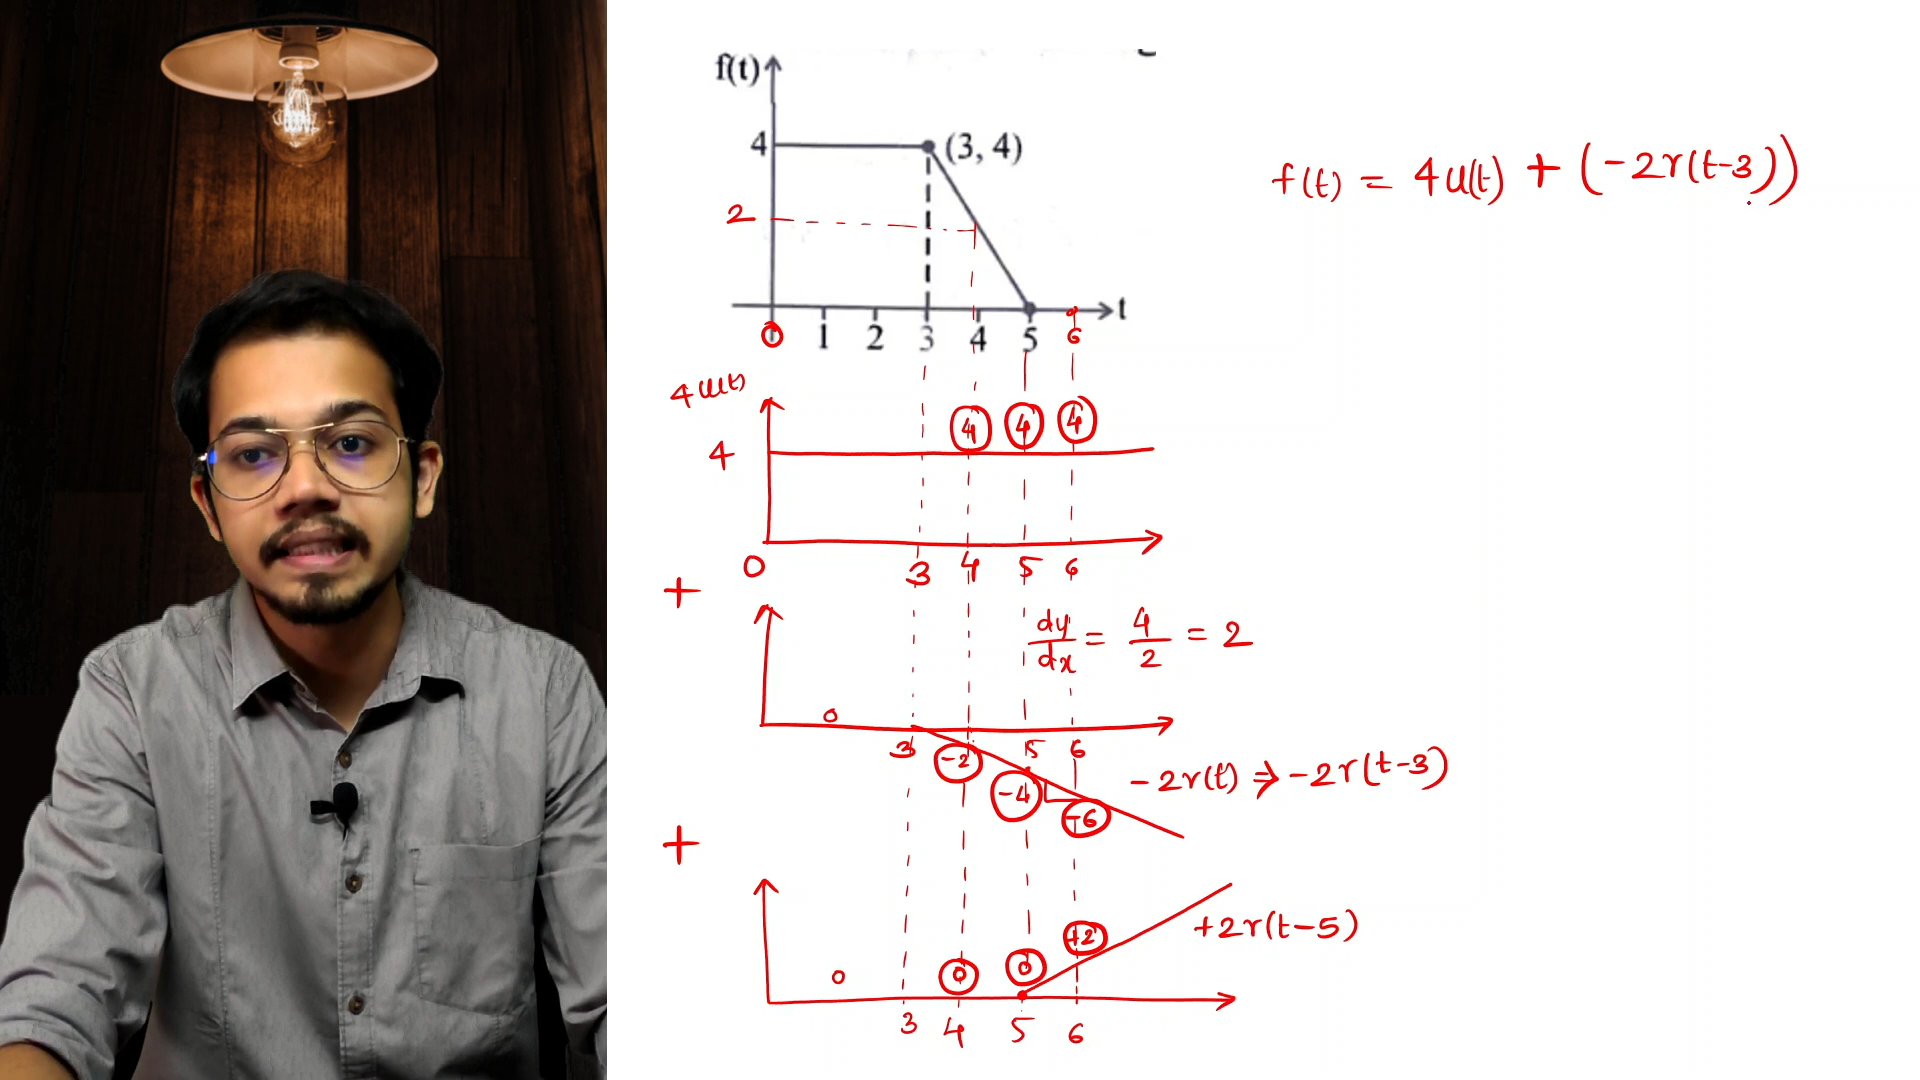 f(t)
4
(3, 4)
2
t
0 1 2 3 4 5 6
f(t) = 4u(t) + (-2r(t-3))
4u(t)
4 4 4
4
0 3 4 5 6
+
dy/dx = 4/2 = 2
0
3 5 6
-2 -4 -6
-2r(t) ⇒ -2r(t-3)
+
+2r(t-5)
0 0 0 +2
3 4 5 6